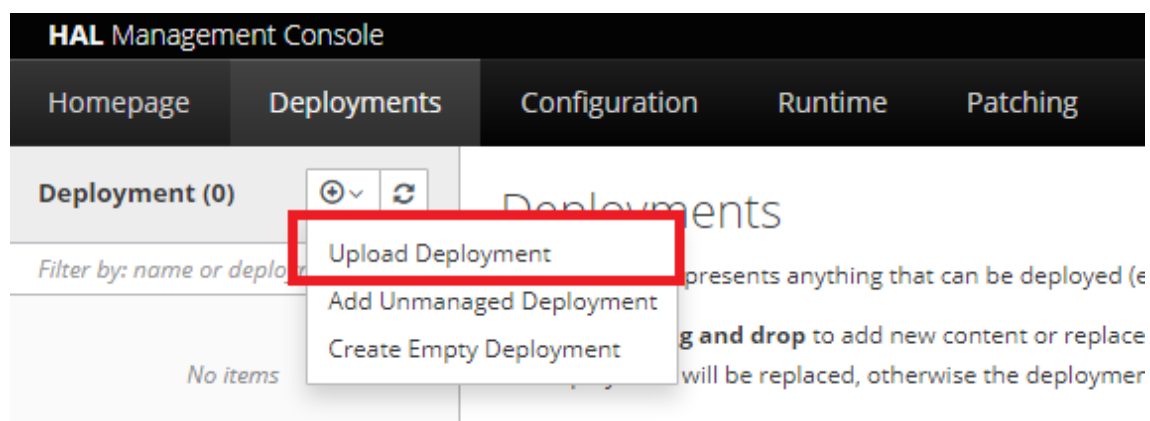 HAL Management Console
Homepage Deployments Configuration Runtime Patching
Deployment (0)
Deployments
Upload Deployment
Filter by: name or
presents anything that can be deployed (e
Add Unmanaged Deployment
and drop to add new content or replace
Create Empty Deployment
will be replaced, otherwise the deploymen
No items